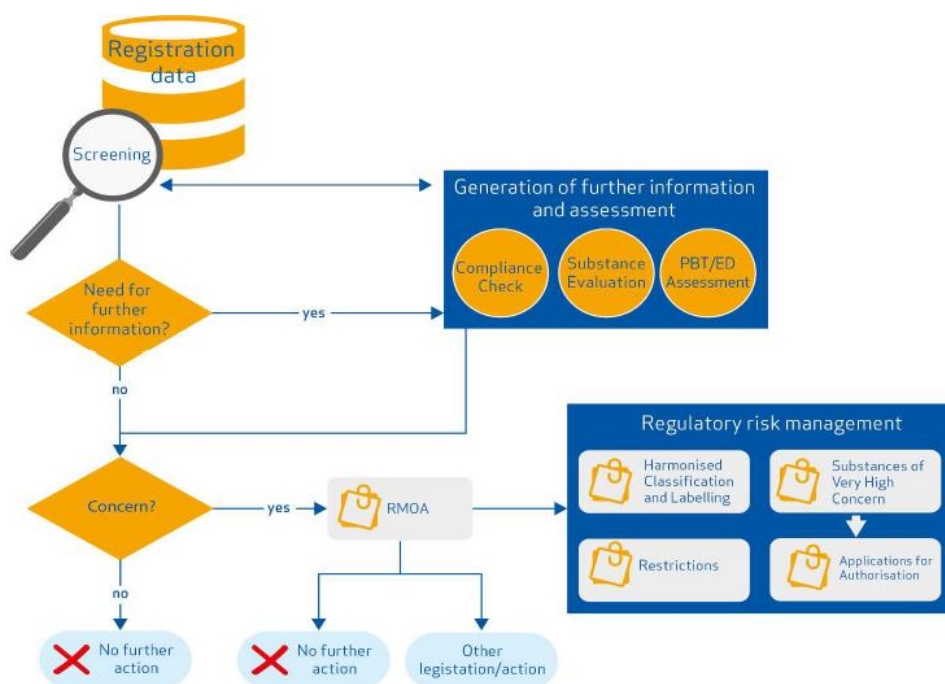 Registration
data
Screening
Generation of further information
and assessment
Compliance
Check
Substance
Evaluation
PBT/ED
Assessment
Need for
further
information?
yes
no
Regulatory risk management
Harmonised
Classification
and Labelling
Substances of
Very High
Concern
Concern?
yes
RMOA
Restrictions
Applications for
Authorisation
no
No further
action
No further
action
Other
legistation/action